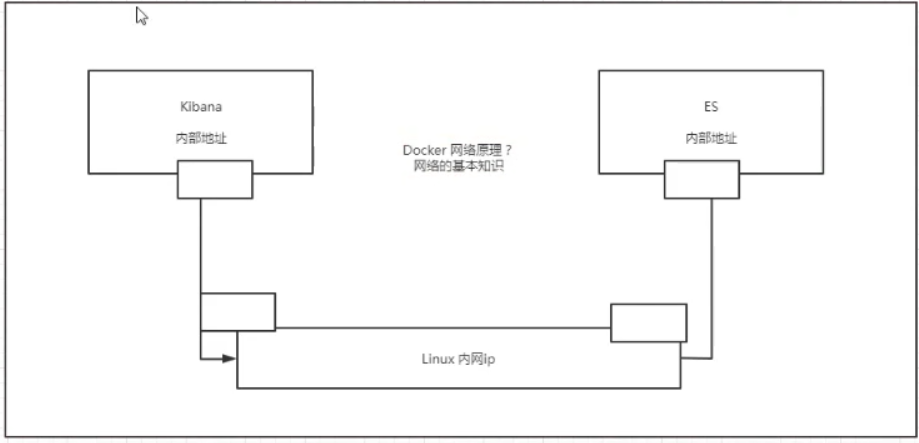 Kibana
内部地址
Docker 网络原理？
网络的基本知识
ES
内部地址
Linux 内网ip